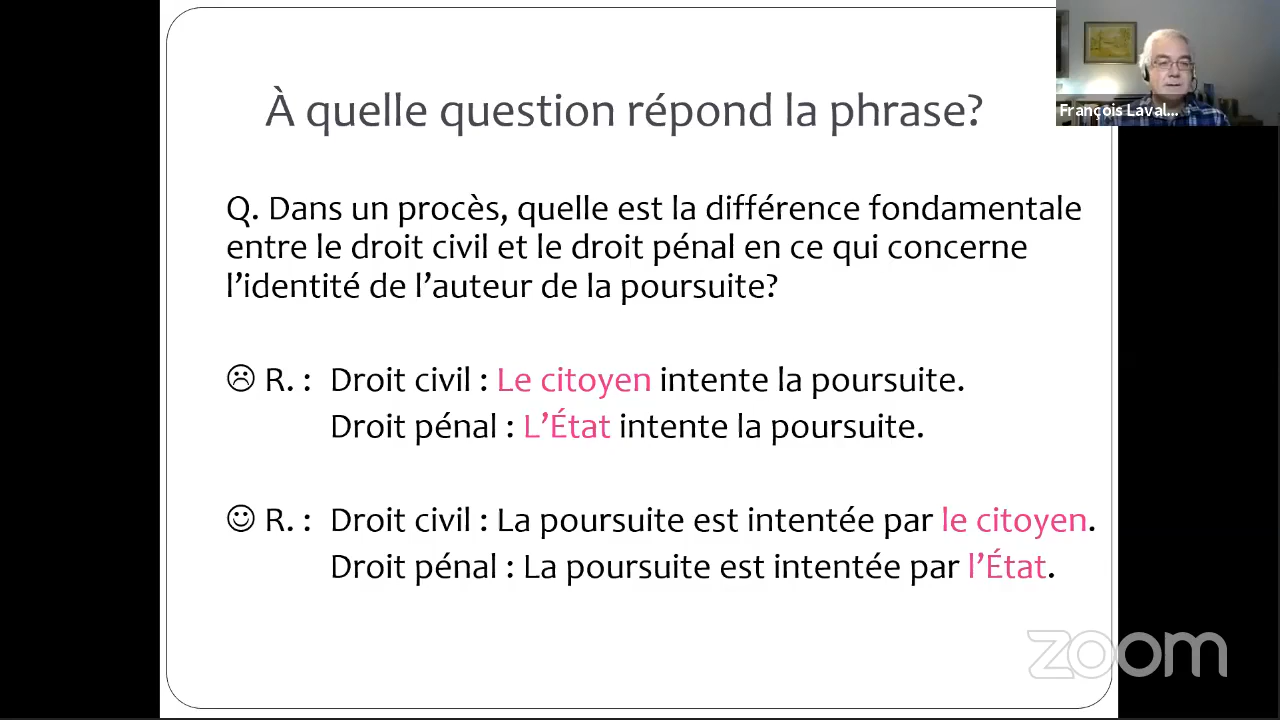 À quelle question répond la phrase?
François Laval...
Q. Dans un procès, quelle est la différence fondamentale
entre le droit civil et le droit pénal en ce qui concerne
l’identité de l’auteur de la poursuite?
☹ R. : Droit civil : Le citoyen intente la poursuite.
Droit pénal : L’État intente la poursuite.
☺ R. : Droit civil : La poursuite est intentée par le citoyen.
Droit pénal : La poursuite est intentée par l’État.
zoom